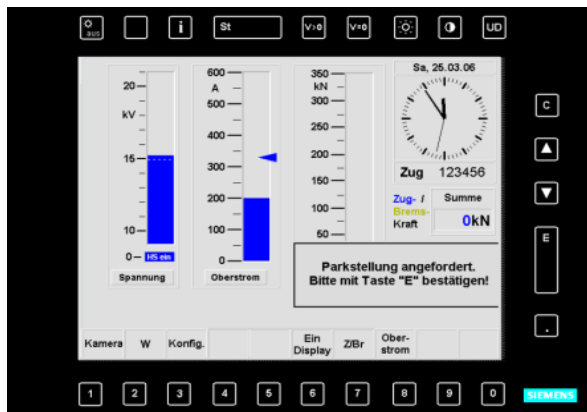 aus
i
St
V>0
V=0
UD
20
kV
15
10
0
HS ein
Spannung
600
A
500
400
300
200
100
0
Oberstrom
350
kN
300
250
200
150
100
50
Sa, 25.03.06
Zug 123456
Zug- / Brems- Kraft
Summe
0kN
Parkstellung angefordert.
Bitte mit Taste "E" bestätigen!
Kamera W Konfig. Ein Display Z/Br Ober- strom
C
E
.
1 2 3 4 5 6 7 8 9 0
SIEMENS